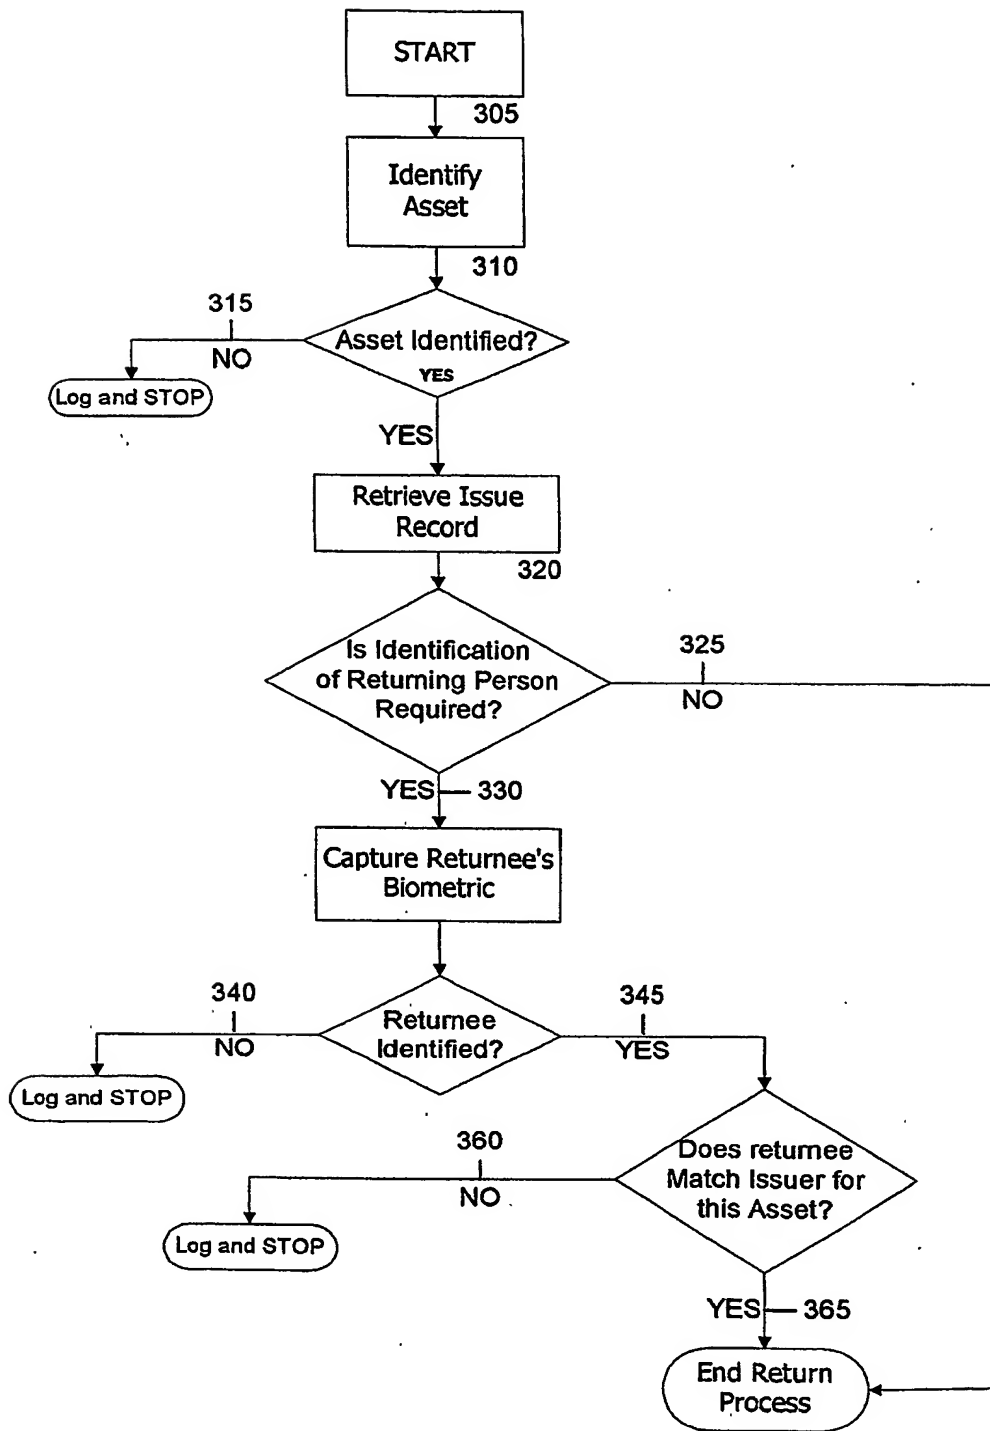 START
305
Identify
Asset
310
315
NO
Asset Identified?
YES
Log and STOP
YES
Retrieve Issue
Record
320
Is Identification
of Returning Person
Required?
325
NO
YES
330
Capture Returnee's
Biometric
340
NO
Returnee
Identified?
345
YES
Log and STOP
360
NO
Does returnee
Match Issuer for
this Asset?
Log and STOP
YES
365
End Return
Process